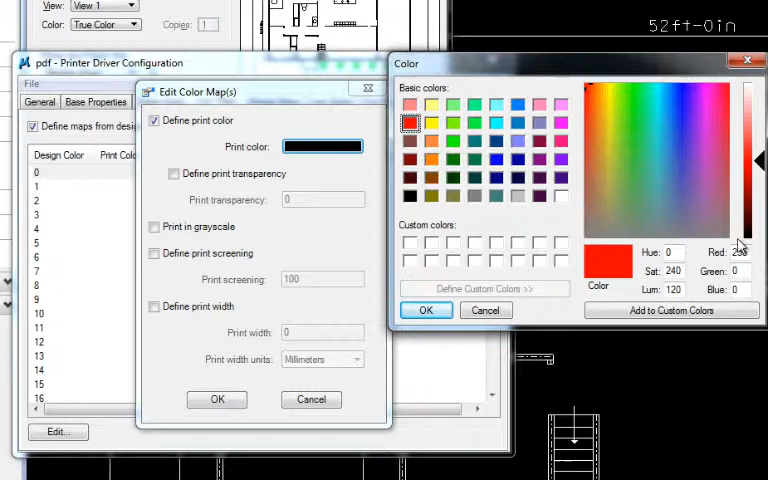 View: View 1
Color: True Color Copies: 1
52ft-0in
pdf - Printer Driver Configuration
File
General Base Properties
Define maps from desig
Design Color Print Colo
0
1
2
3
4
5
6
7
8
9
10
11
12
13
14
15
16
Edit...
Edit Color Map(s)
Define print color
Print color:
Define print transparency
Print transparency: 0
Print in grayscale
Define print screening
Print screening: 100
Define print width
Print width: 0
Print width units: Millimeters
OK Cancel
Color
Basic colors:
Custom colors:
Define Custom Colors >>
OK Cancel
Color
Hue: 0 Red: 255
Sat: 240 Green: 0
Lum: 120 Blue: 0
Add to Custom Colors